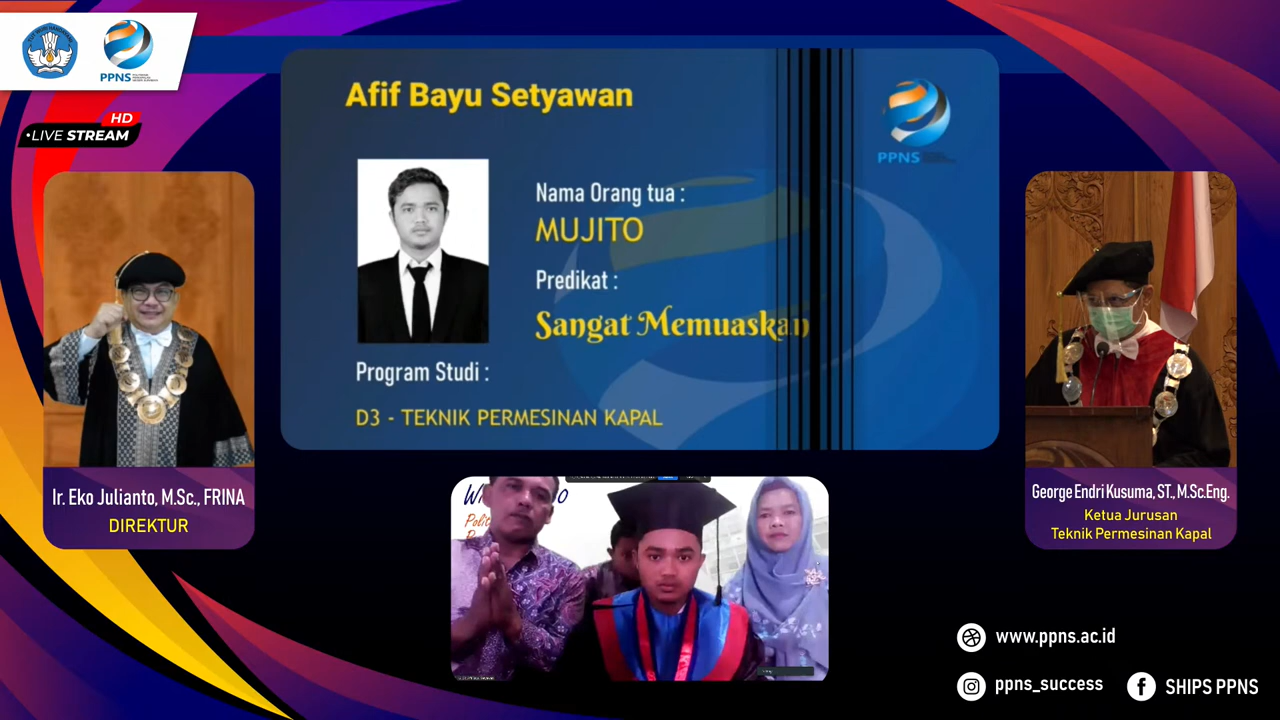 PPNS
HD
•LIVE STREAM
Afif Bayu Setyawan
PPNS
Nama Orang tua :
MUJITO
Predikat :
Sangat Memuaskan
Program Studi :
D3 - TEKNIK PERMESINAN KAPAL
Ir. Eko Julianto, M.Sc., FRINA
DIREKTUR
George Endri Kusuma, ST., M.Sc.Eng.
Ketua Jurusan
Teknik Permesinan Kapal
www.ppns.ac.id
ppns_success
SHIPS PPNS